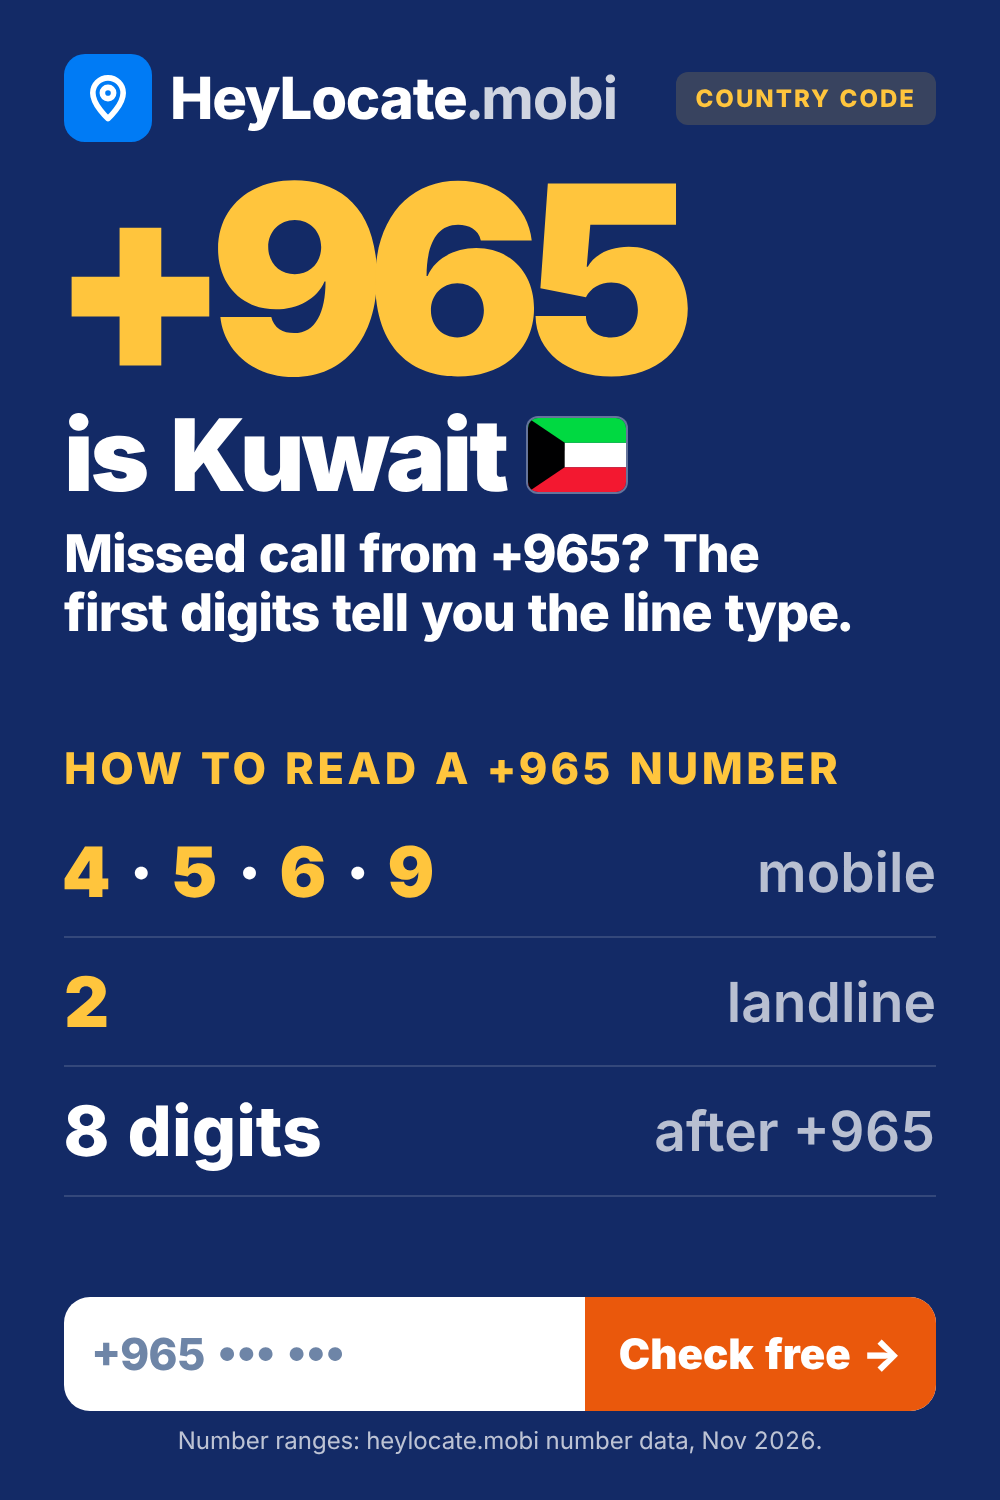 HeyLocate.mobi
COUNTRY CODE
+965
is Kuwait
Missed call from +965? The
first digits tell you the line type.
HOW TO READ A +965 NUMBER
4 · 5 · 6 · 9 mobile
2 landline
8 digits after +965
+965 ••• •••
Check free →
Number ranges: heylocate.mobi number data, Nov 2026.